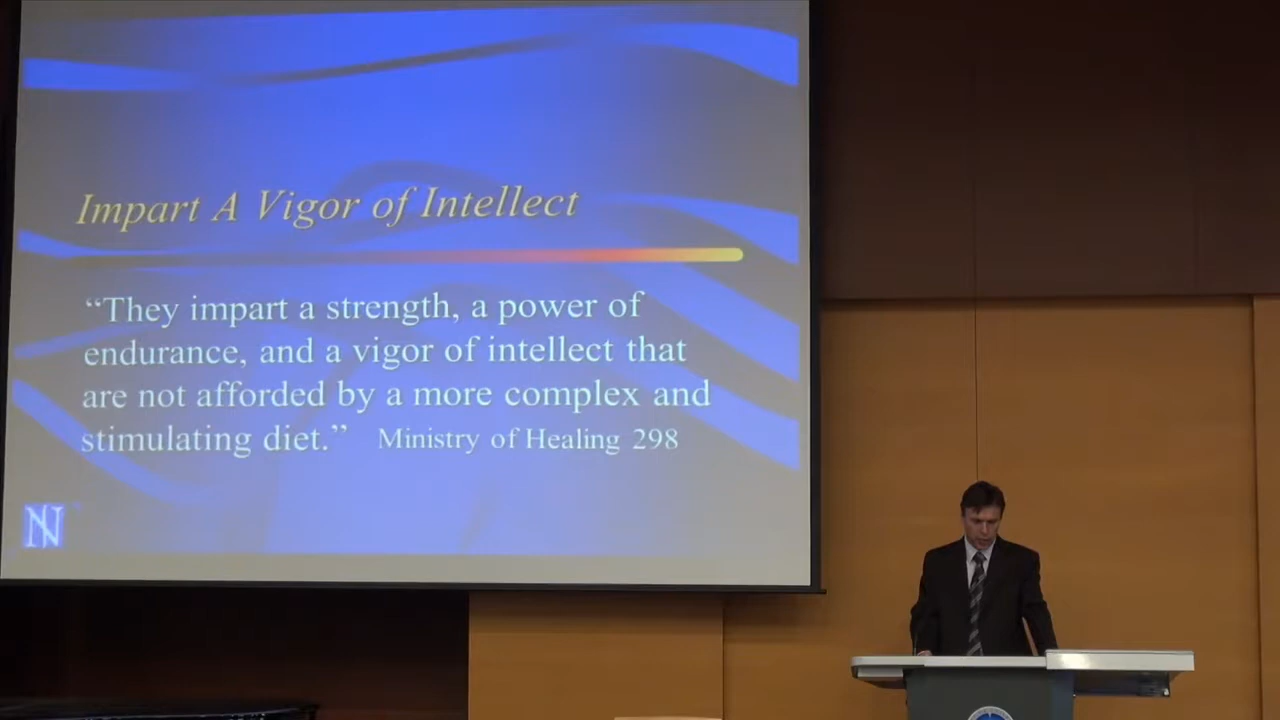 Impart A Vigor of Intellect
“They impart a strength, a power of
endurance, and a vigor of intellect that
are not afforded by a more complex and
stimulating diet.” Ministry of Healing 298